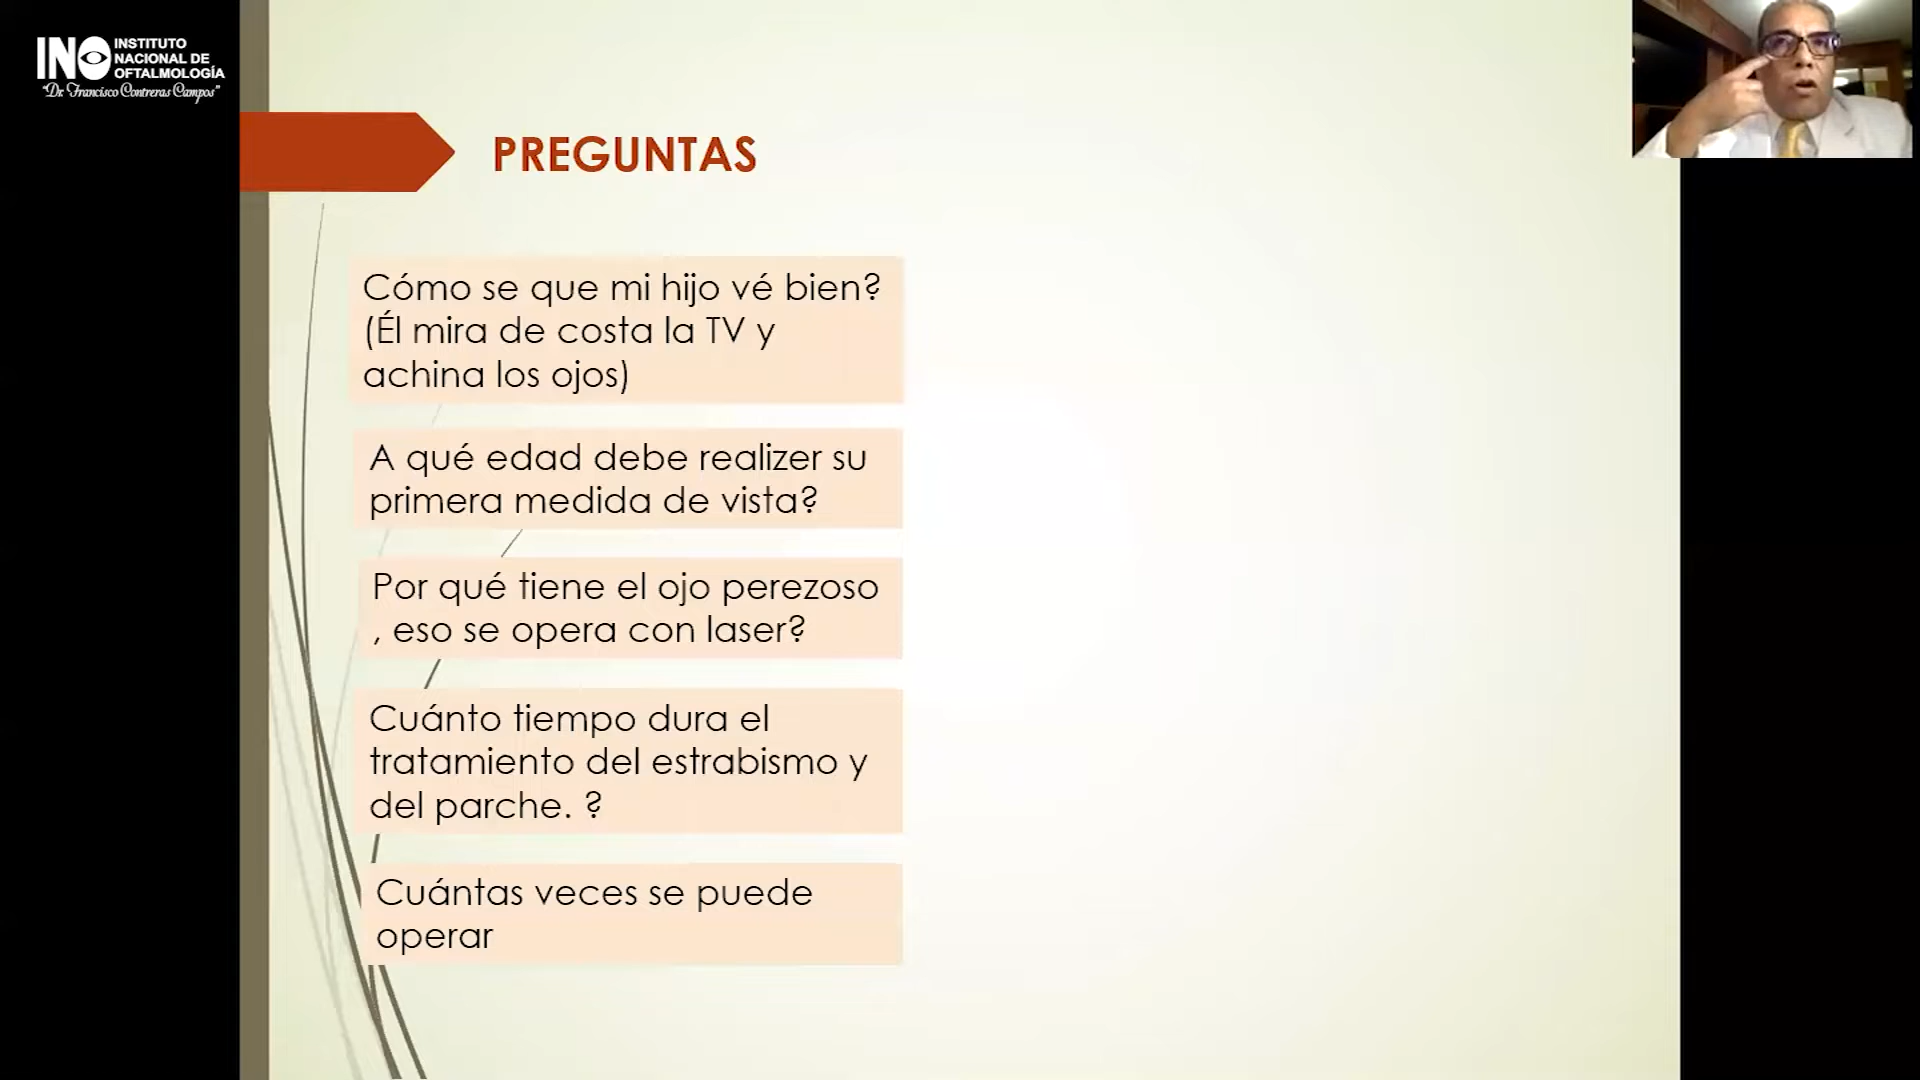 INO
INSTITUTO
NACIONAL DE
OFTALMOLOGÍA
"Dr. Francisco Contreras Campos"
PREGUNTAS
Cómo se que mi hijo vé bien?
(Él mira de costa la TV y
achina los ojos)
A qué edad debe realizer su
primera medida de vista?
Por qué tiene el ojo perezoso
, eso se opera con laser?
Cuánto tiempo dura el
tratamiento del estrabismo y
del parche. ?
Cuántas veces se puede
operar